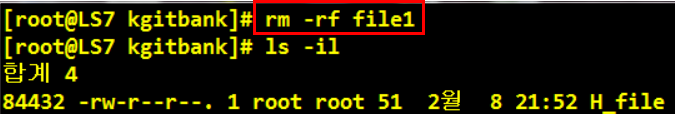 [root@LS7 kgitbank]# rm -rf file1
[root@LS7 kgitbank]# ls -il
합계 4
84432 -rw-r--r--. 1 root root 51  2월  8 21:52 H_file